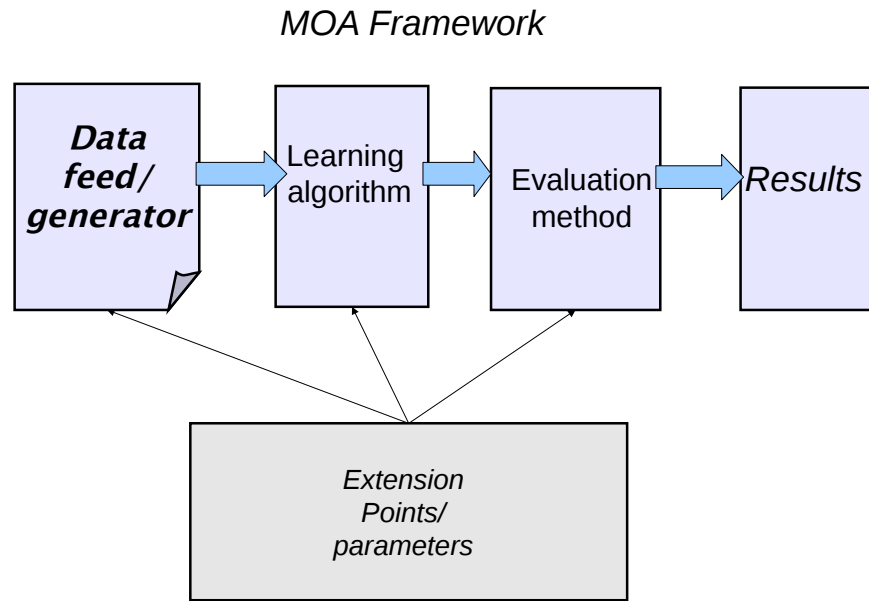 MOA Framework
Data
feed/
generator
Learning
algorithm
Evaluation
method
Results
Extension
Points/
parameters